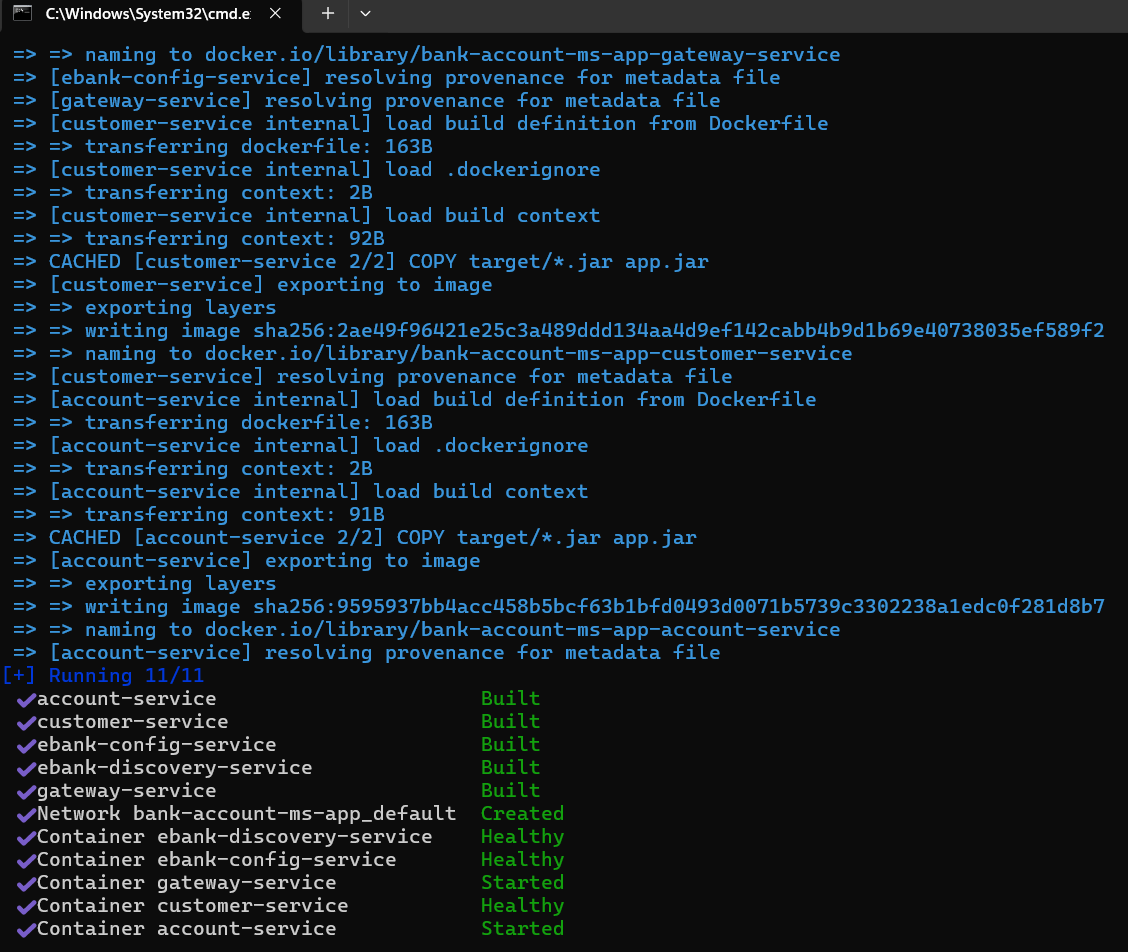 C:\Windows\System32\cmd.e
=> => naming to docker.io/library/bank-account-ms-app-gateway-service
=> [ebank-config-service] resolving provenance for metadata file
=> [gateway-service] resolving provenance for metadata file
=> [customer-service internal] load build definition from Dockerfile
=> => transferring dockerfile: 163B
=> [customer-service internal] load .dockerignore
=> => transferring context: 2B
=> [customer-service internal] load build context
=> => transferring context: 92B
=> CACHED [customer-service 2/2] COPY target/*.jar app.jar
=> [customer-service] exporting to image
=> => exporting layers
=> => writing image sha256:2ae49f96421e25c3a489ddd134aa4d9ef142cabb4b9d1b69e40738035ef589f2
=> => naming to docker.io/library/bank-account-ms-app-customer-service
=> [customer-service] resolving provenance for metadata file
=> [account-service internal] load build definition from Dockerfile
=> => transferring dockerfile: 163B
=> [account-service internal] load .dockerignore
=> => transferring context: 2B
=> [account-service internal] load build context
=> => transferring context: 91B
=> CACHED [account-service 2/2] COPY target/*.jar app.jar
=> [account-service] exporting to image
=> => exporting layers
=> => writing image sha256:9595937bb4acc458b5bcf63b1bfd0493d0071b5739c3302238a1edc0f281d8b7
=> => naming to docker.io/library/bank-account-ms-app-account-service
=> [account-service] resolving provenance for metadata file
[+] Running 11/11
✔account-service Built
✔customer-service Built
✔ebank-config-service Built
✔ebank-discovery-service Built
✔gateway-service Built
✔Network bank-account-ms-app_default Created
✔Container ebank-discovery-service Healthy
✔Container ebank-config-service Healthy
✔Container gateway-service Started
✔Container customer-service Healthy
✔Container account-service Started